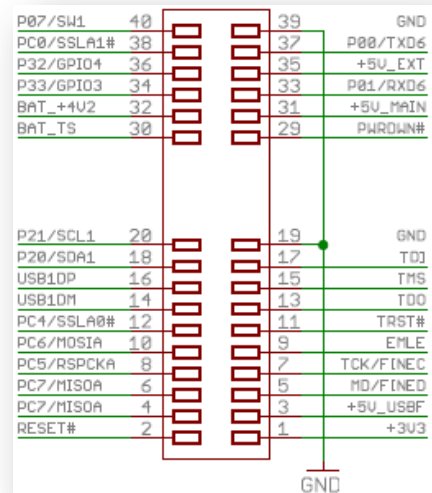 P07/SW1 40 39 GND
PC0/SSLA1# 38 37 P00/TXD6
P32/GPIO4 36 35 +5V_EXT
P33/GPIO3 34 33 P01/RXD6
BAT_+4V2 32 31 +5V_MAIN
BAT_TS 30 29 PWRDWN#
P21/SCL1 20 19 GND
P20/SDA1 18 17 TDI
USB1DP 16 15 TMS
USB1DM 14 13 TDO
PC4/SSLA0# 12 11 TRST#
PC6/MOSIA 10 9 EMLE
PC5/RSPCKA 8 7 TCK/FINEC
PC7/MISOA 6 5 MD/FINED
PC7/MISOA 4 3 +5V_USBF
RESET# 2 1 +3V3
GND